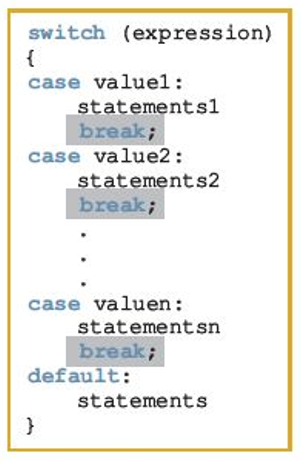 switch (expression)
{
case value1:
    statements1
    break;
case value2:
    statements2
    break;
    .
    .
    .
case valuen:
    statementsn
    break;
default:
    statements
}